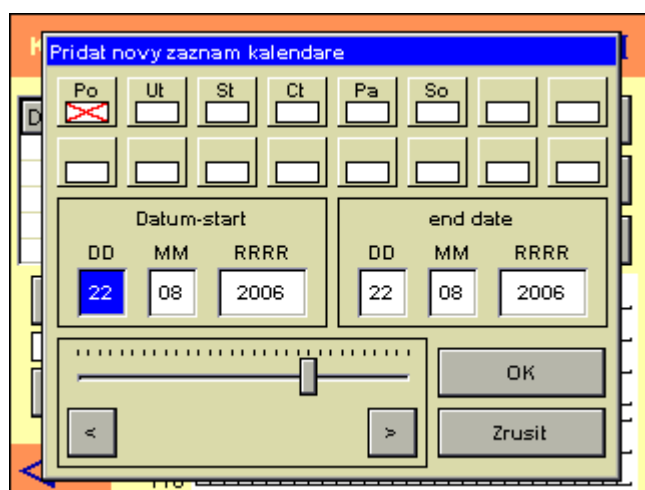 Pridat novy zaznam kalendare
Po Ut St Ct Pa So
Datum-start
DD MM RRRR
22 08 2006
end date
DD MM RRRR
22 08 2006
OK
< >
Zrusit